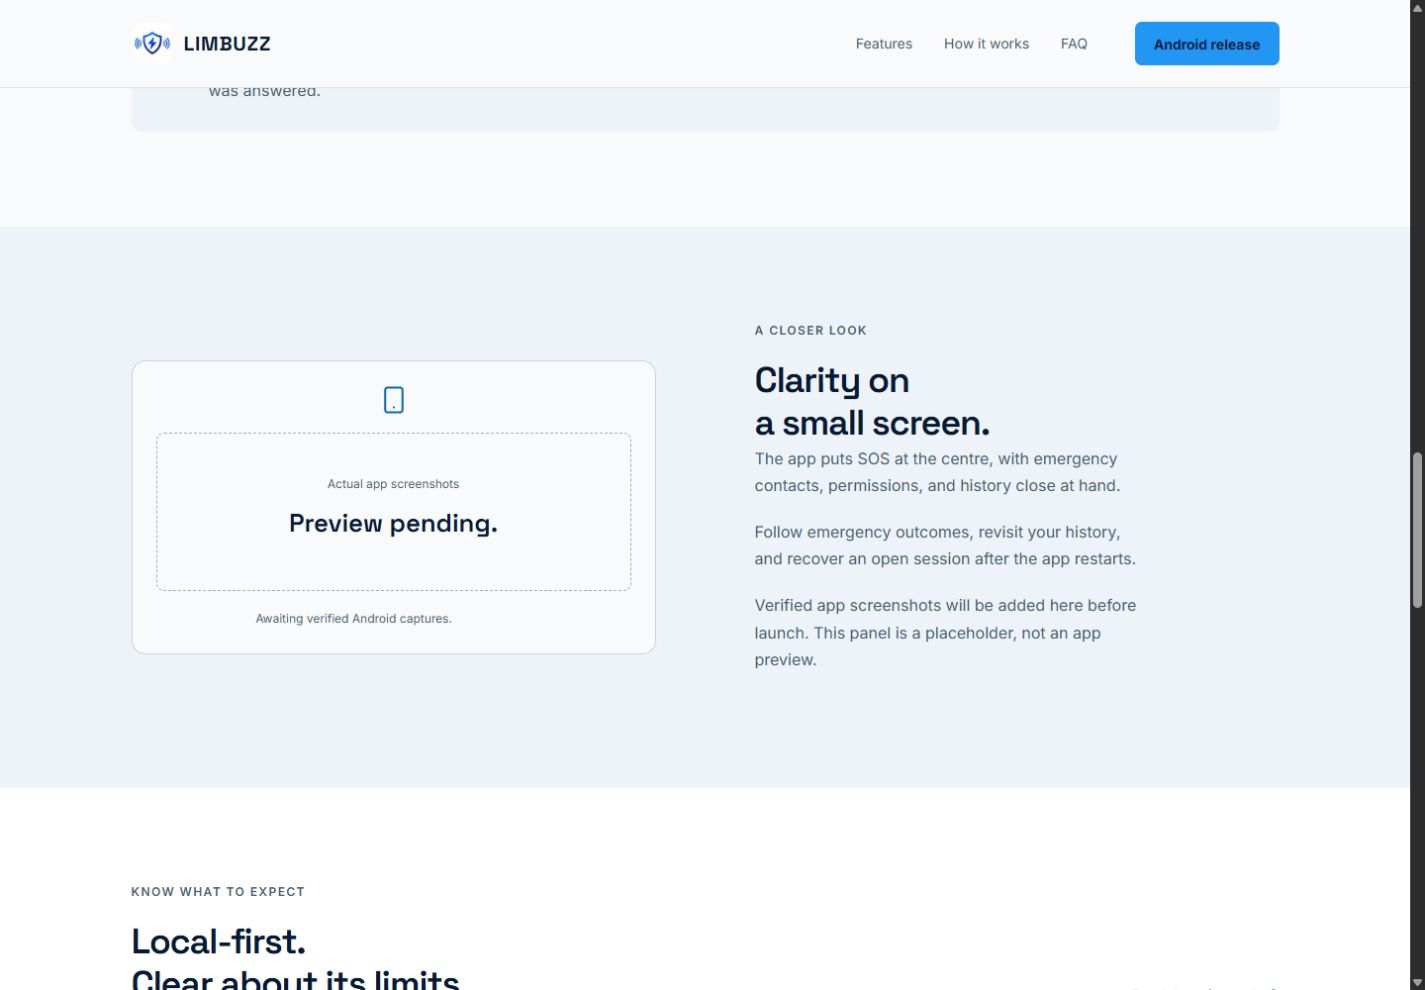 LIMBUZZ
Features
How it works
FAQ
Android release
was answered.
Actual app screenshots
Preview pending.
Awaiting verified Android captures.
A CLOSER LOOK
Clarity on
a small screen.
The app puts SOS at the centre, with emergency
contacts, permissions, and history close at hand.
Follow emergency outcomes, revisit your history,
and recover an open session after the app restarts.
Verified app screenshots will be added here before
launch. This panel is a placeholder, not an app
preview.
KNOW WHAT TO EXPECT
Local-first.
Clear about its limits